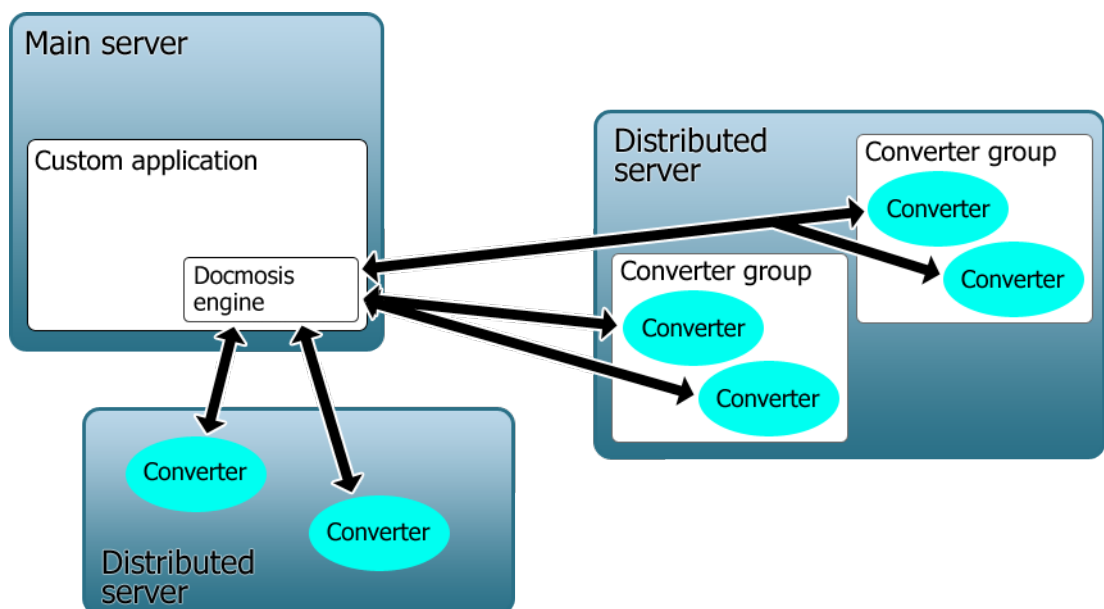 Main server
Custom application
Docmosis
engine
Distributed
server
Converter group
Converter
Converter
Converter group
Converter
Converter
Converter
Converter
Distributed
server